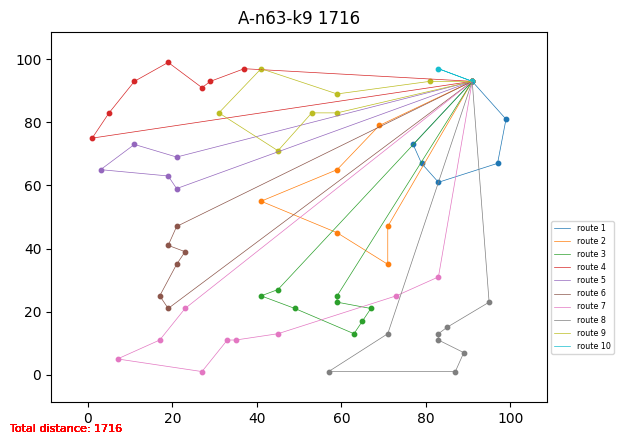 A-n63-k9 1716
100
80
60
40
20
0
0 20 40 60 80 100
route 1
route 2
route 3
route 4
route 5
route 6
route 7
route 8
route 9
route 10
Total distance: 1716